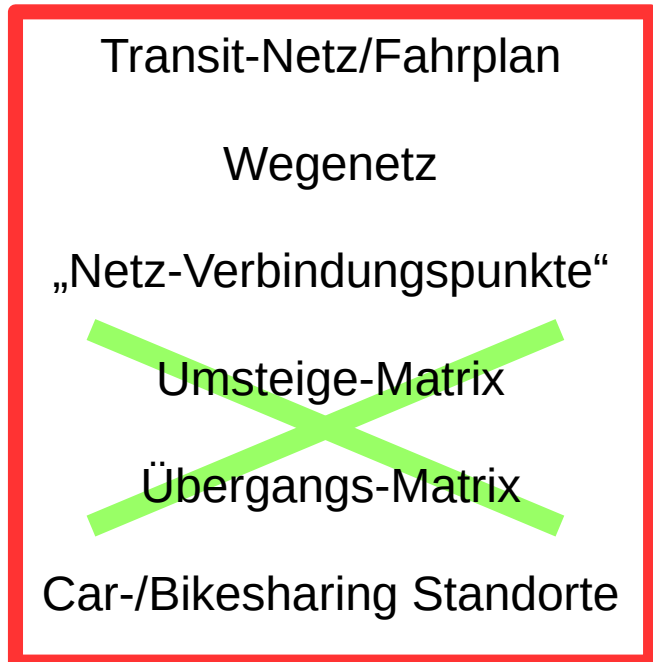 Transit-Netz/Fahrplan
Wegenetz
„Netz-Verbindungspunkte“
Umsteige-Matrix
Übergangs-Matrix
Car-/Bikesharing Standorte